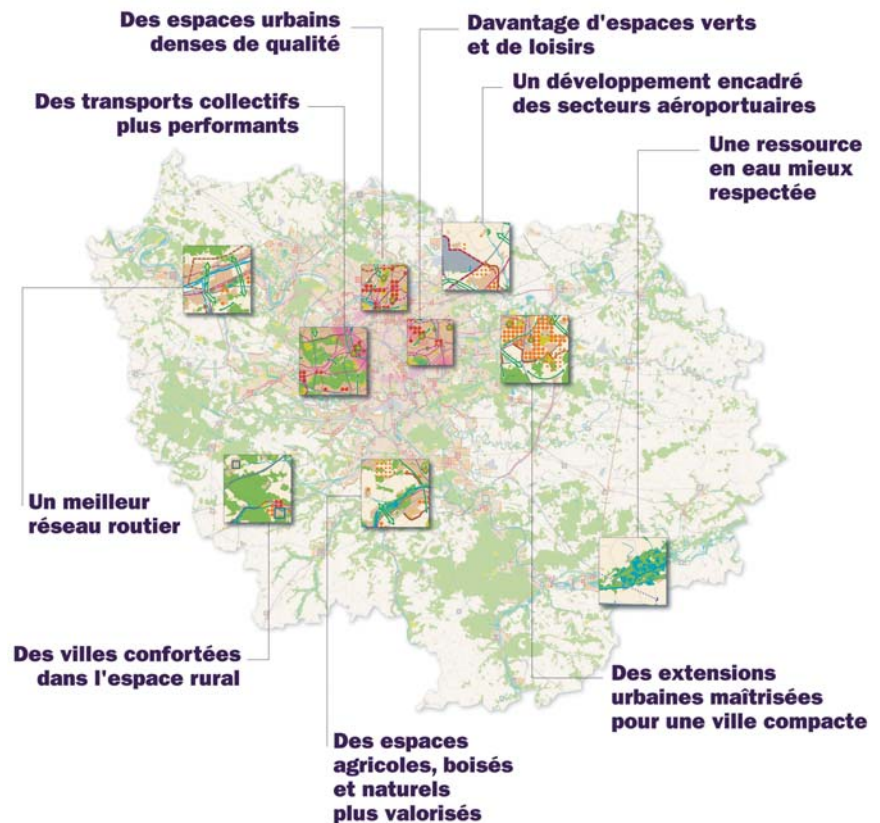 Des espaces urbains
denses de qualité
Davantage d'espaces verts
et de loisirs
Des transports collectifs
plus performants
Un développement encadré
des secteurs aéroportuaires
Une ressource
en eau mieux
respectée
Un meilleur
réseau routier
Des villes confortées
dans l'espace rural
Des extensions
urbaines maîtrisées
pour une ville compacte
Des espaces
agricoles, boisés
et naturels
plus valorisés